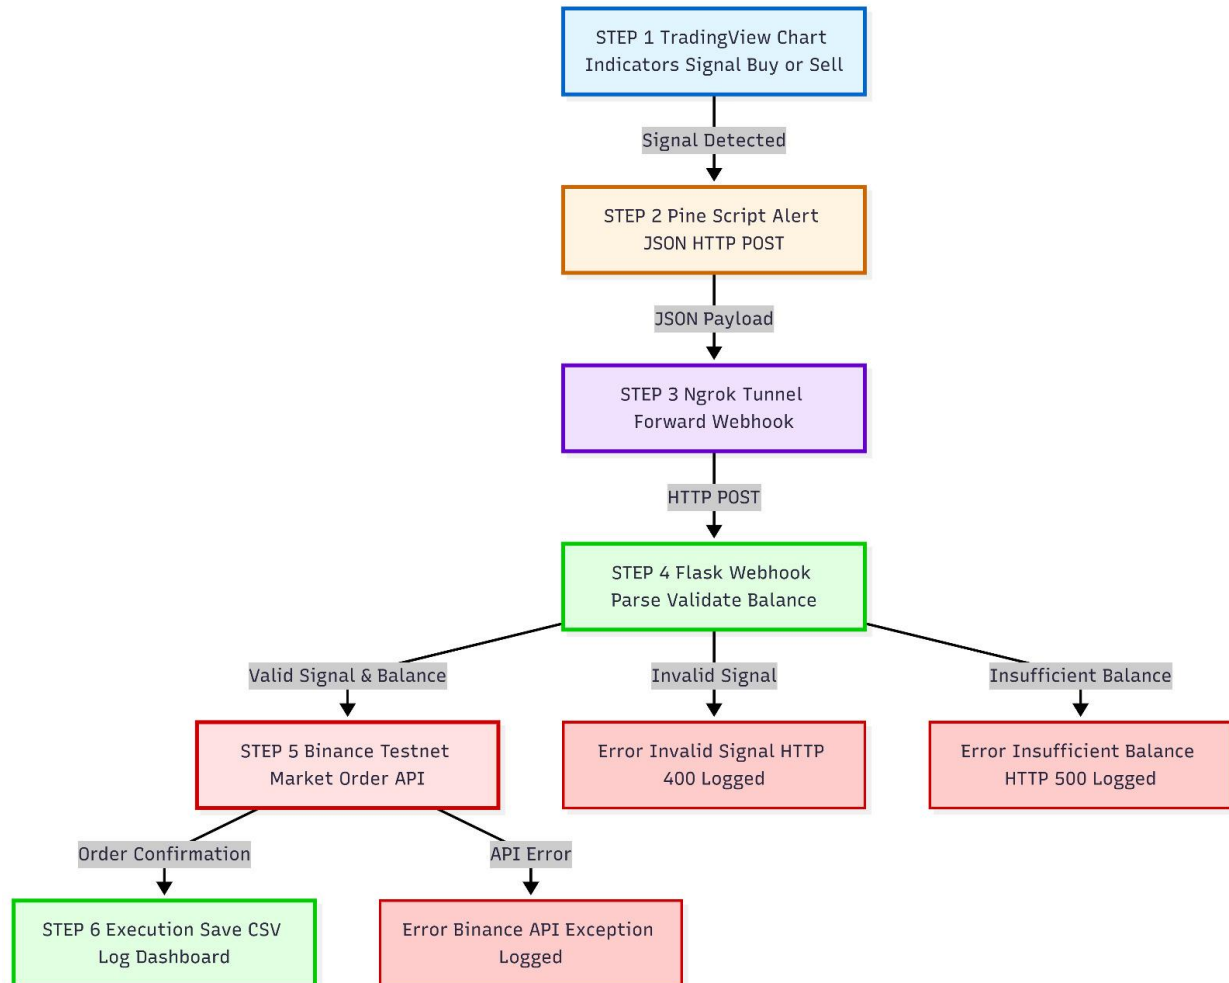 STEP 1 TradingView Chart
Indicators Signal Buy or Sell
Signal Detected
STEP 2 Pine Script Alert
JSON HTTP POST
JSON Payload
STEP 3 Ngrok Tunnel
Forward Webhook
HTTP POST
STEP 4 Flask Webhook
Parse Validate Balance
Valid Signal & Balance
Invalid Signal
Insufficient Balance
STEP 5 Binance Testnet
Market Order API
Error Invalid Signal HTTP
400 Logged
Error Insufficient Balance
HTTP 500 Logged
Order Confirmation
API Error
STEP 6 Execution Save CSV
Log Dashboard
Error Binance API Exception
Logged